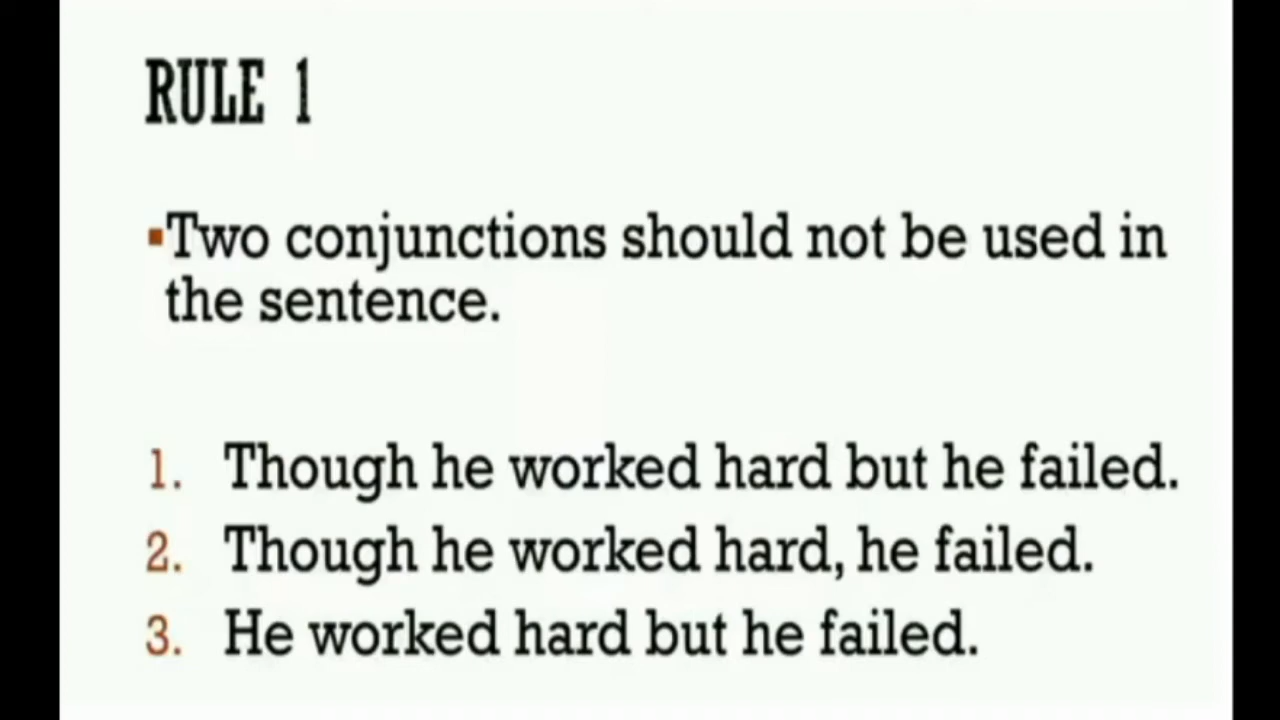 RULE 1
▪Two conjunctions should not be used in
the sentence.
1. Though he worked hard but he failed.
2. Though he worked hard, he failed.
3. He worked hard but he failed.